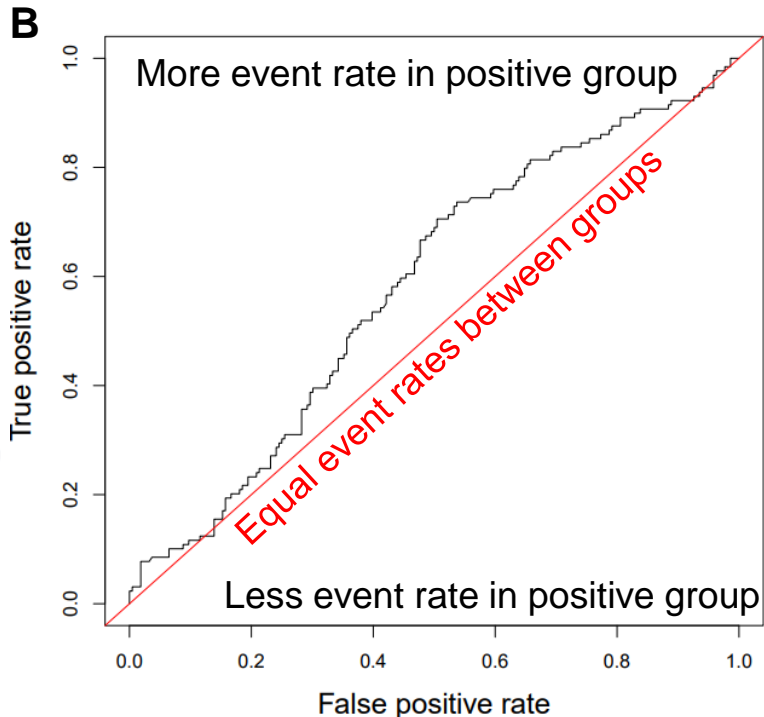 B
More event rate in positive group
1.0
0.8
0.6
0.4
0.2
0.0
True positive rate
Equal event rates between groups
Less event rate in positive group
0.0 0.2 0.4 0.6 0.8 1.0
False positive rate